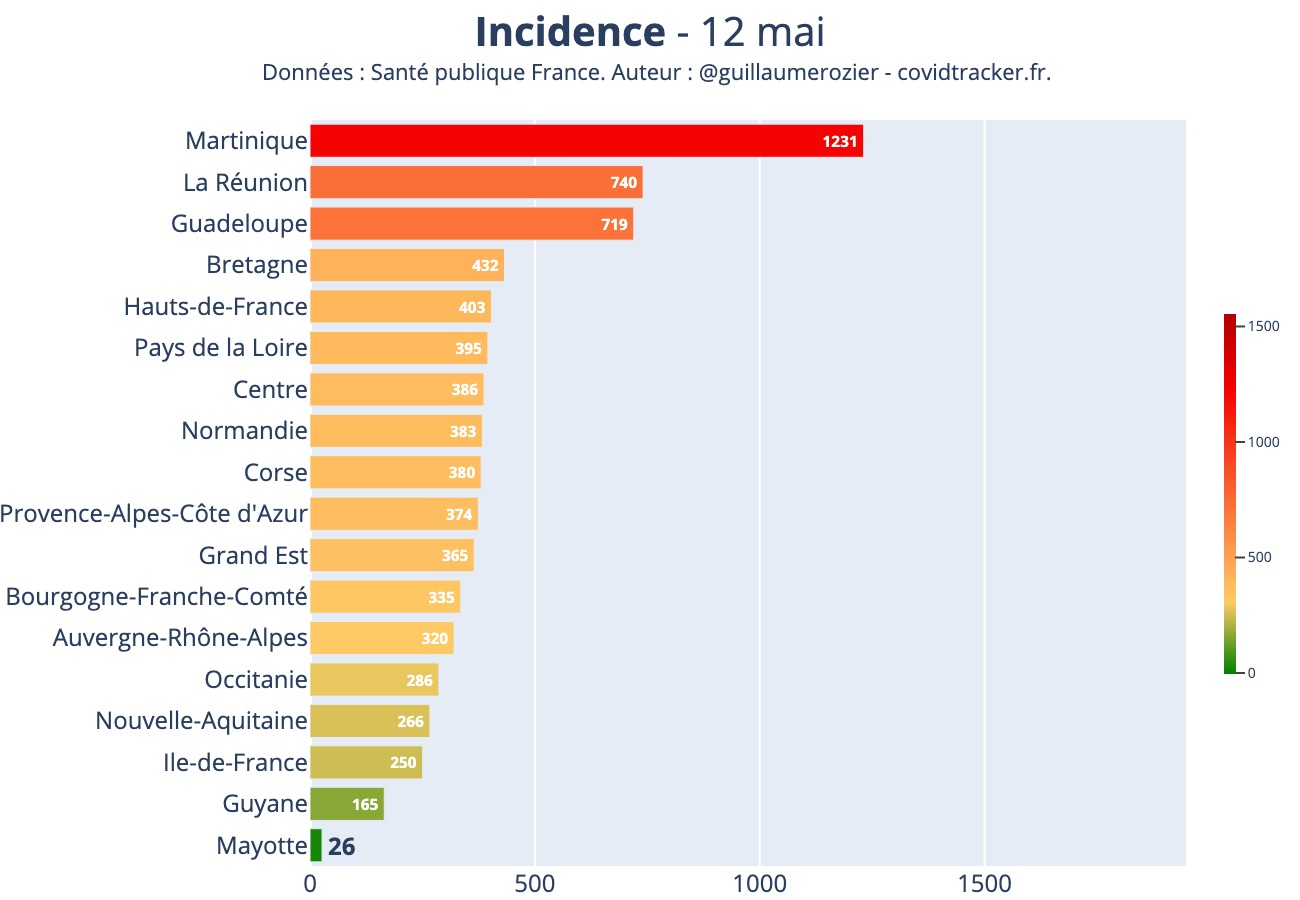 Incidence - 12 mai
Données : Santé publique France. Auteur : @guillaumerozier - covidtracker.fr.
Martinique 1231
La Réunion 740
Guadeloupe 719
Bretagne 432
Hauts-de-France 403
Pays de la Loire 395
Centre 386
Normandie 383
Corse 380
Provence-Alpes-Côte d'Azur 374
Grand Est 365
Bourgogne-Franche-Comté 335
Auvergne-Rhône-Alpes 320
Occitanie 286
Nouvelle-Aquitaine 266
Ile-de-France 250
Guyane 165
Mayotte 26
0 500 1000 1500
1500
1000
500
0